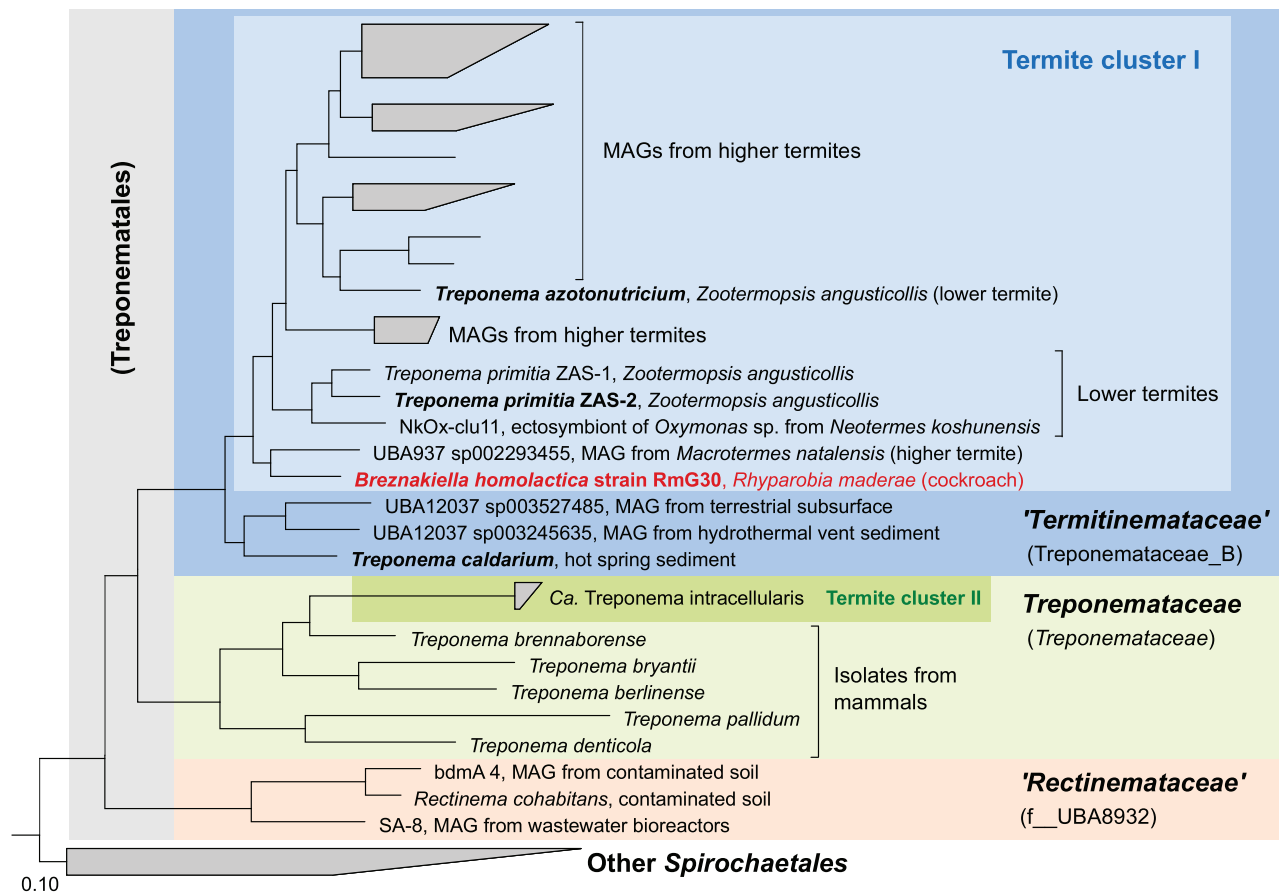 Termite cluster I
(Treponematales)
MAGs from higher termites
Treponema azotonutricium, Zootermopsis angusticollis (lower termite)
MAGs from higher termites
Treponema primitia ZAS-1, Zootermopsis angusticollis
Treponema primitia ZAS-2, Zootermopsis angusticollis
Lower termites
NkOx-clu11, ectosymbiont of Oxymonas sp. from Neotermes koshunensis
UBA937 sp002293455, MAG from Macrotermes natalensis (higher termite)
Breznakiella homolactica strain RmG30, Rhyparobia maderae (cockroach)
UBA12037 sp003527485, MAG from terrestrial subsurface
UBA12037 sp003245635, MAG from hydrothermal vent sediment
Treponema caldarium, hot spring sediment
'Termitinemataceae'
(Treponemataceae_B)
Ca. Treponema intracellularis
Termite cluster II
Treponemataceae
(Treponemataceae)
Treponema brennaborense
Treponema bryantii
Treponema berlinense
Treponema pallidum
Treponema denticola
Isolates from
mammals
bdmA 4, MAG from contaminated soil
Rectinema cohabitans, contaminated soil
SA-8, MAG from wastewater bioreactors
'Rectinemataceae'
(f__UBA8932)
Other Spirochaetales
0.10